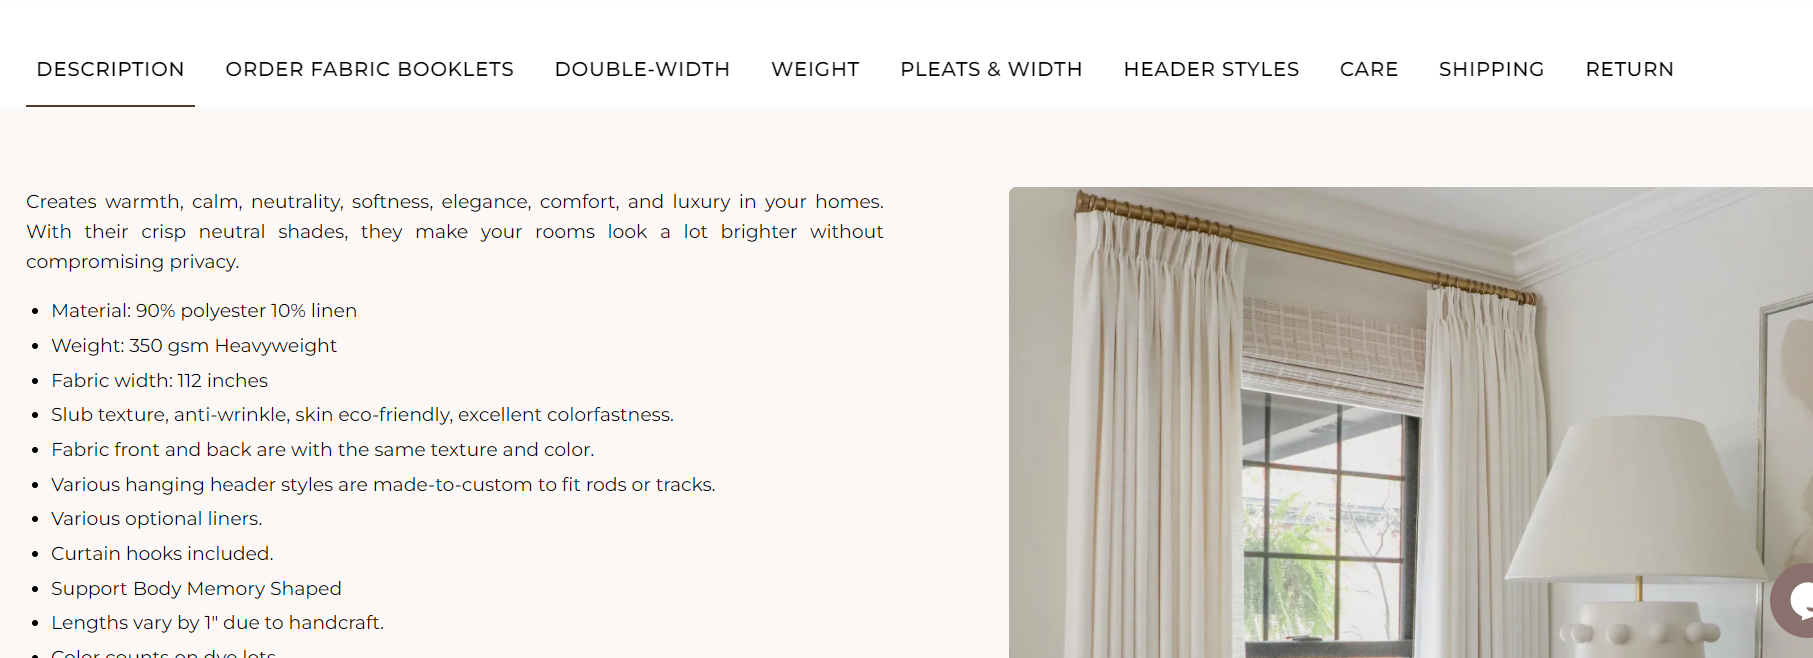 DESCRIPTION ORDER FABRIC BOOKLETS DOUBLE-WIDTH WEIGHT PLEATS & WIDTH HEADER STYLES CARE SHIPPING RETURN
Creates warmth, calm, neutrality, softness, elegance, comfort, and luxury in your homes.
With their crisp neutral shades, they make your rooms look a lot brighter without
compromising privacy.
• Material: 90% polyester 10% linen
• Weight: 350 gsm Heavyweight
• Fabric width: 112 inches
• Slub texture, anti-wrinkle, skin eco-friendly, excellent colorfastness.
• Fabric front and back are with the same texture and color.
• Various hanging header styles are made-to-custom to fit rods or tracks.
• Various optional liners.
• Curtain hooks included.
• Support Body Memory Shaped
• Lengths vary by 1" due to handcraft.
• Color counts on dye lots